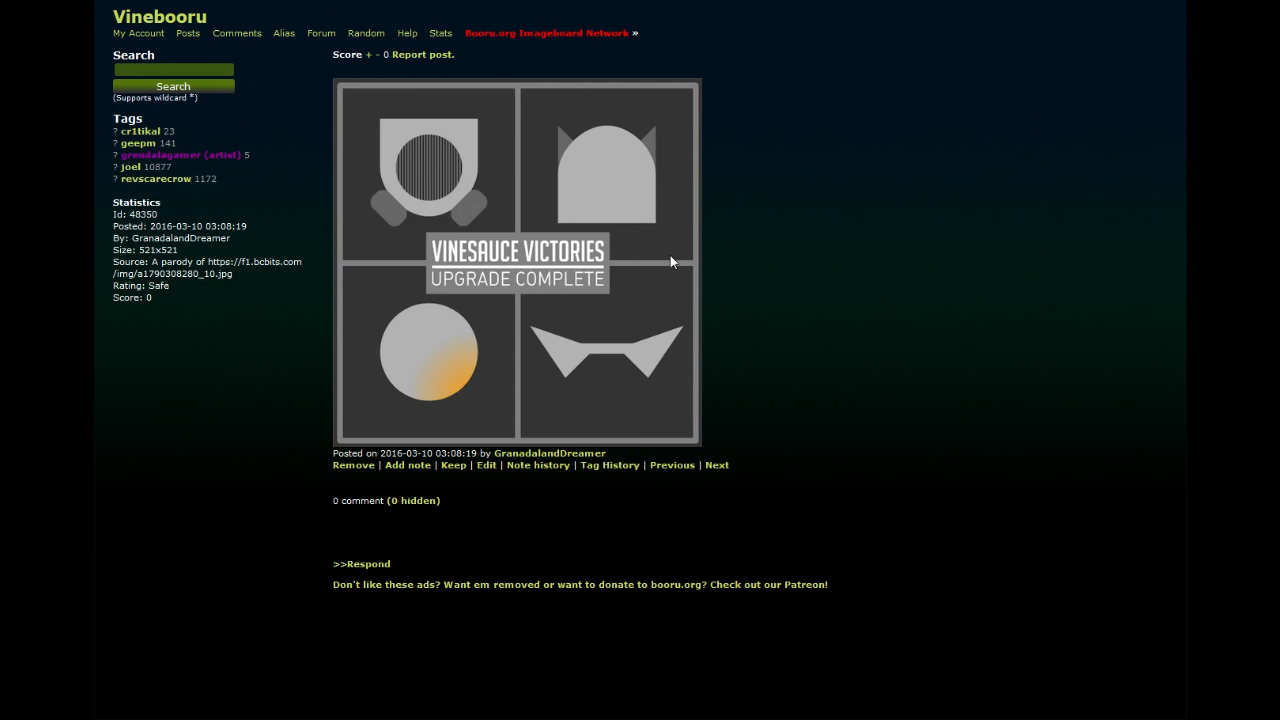 Vinebooru
My Account Posts Comments Alias Forum Random Help Stats Booru.org Imageboard Network »
Search
Search
(Supports wildcard *)
Tags
? cr1tikal 23
? geepm 141
? grendalagamer (artist) 5
? joel 10877
? revscarecrow 1172
Statistics
Id: 48350
Posted: 2016-03-10 03:08:19
By: GranadalandDreamer
Size: 521x521
Source: A parody of https://f1.bcbits.com
/img/a1790308280_10.jpg
Rating: Safe
Score: 0
Score + - 0 Report post.
VINESAUCE VICTORIES
UPGRADE COMPLETE
Posted on 2016-03-10 03:08:19 by GranadalandDreamer
Remove | Add note | Keep | Edit | Note history | Tag History | Previous | Next
0 comment (0 hidden)
>>Respond
Don't like these ads? Want em removed or want to donate to booru.org? Check out our Patreon!